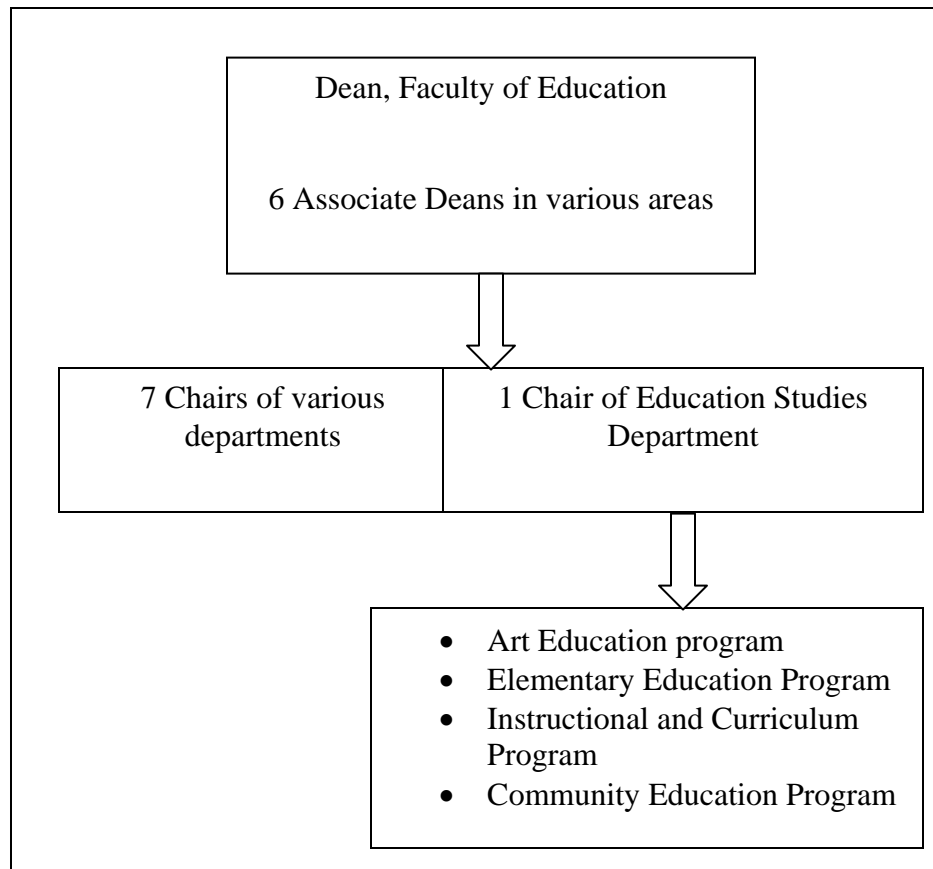 Dean, Faculty of Education
6 Associate Deans in various areas
7 Chairs of various
departments
1 Chair of Education Studies
Department
• Art Education program
• Elementary Education Program
• Instructional and Curriculum
Program
• Community Education Program